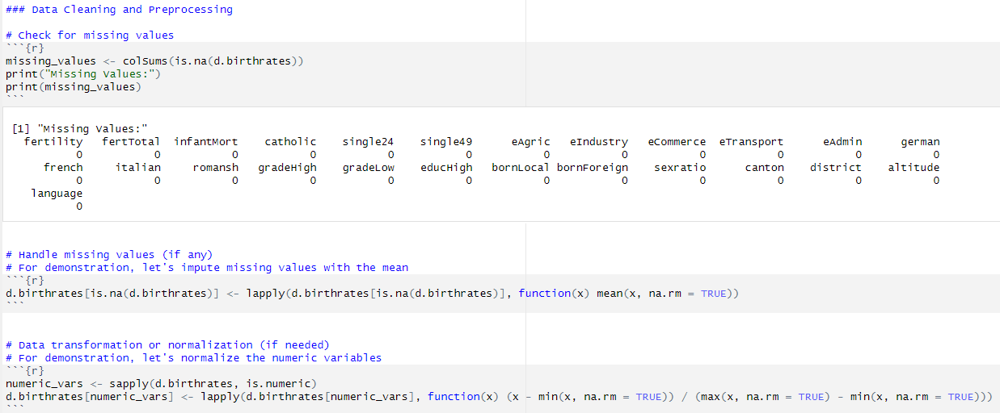 ### Data Cleaning and Preprocessing
# Check for missing values
```{r}
missing_values <- colSums(is.na(d.birthrates))
print("Missing Values:")
print(missing_values)
```
[1] "Missing Values:"
fertility fertTotal infantMort catholic single24 single49 eAgric eIndustry eCommerce eTransport eAdmin german
0 0 0 0 0 0 0 0 0 0 0 0
french italian romansh gradeHigh gradeLow educHigh bornLocal bornForeign sexratio canton district altitude
0 0 0 0 0 0 0 0 0 0 0 0
language
0
# Handle missing values (if any)
# For demonstration, let's impute missing values with the mean
```{r}
d.birthrates[is.na(d.birthrates)] <- lapply(d.birthrates[is.na(d.birthrates)], function(x) mean(x, na.rm = TRUE))
```
# Data transformation or normalization (if needed)
# For demonstration, let's normalize the numeric variables
```{r}
numeric_vars <- sapply(d.birthrates, is.numeric)
d.birthrates[numeric_vars] <- lapply(d.birthrates[numeric_vars], function(x) (x - min(x, na.rm = TRUE)) / (max(x, na.rm = TRUE) - min(x, na.rm = TRUE)))
```